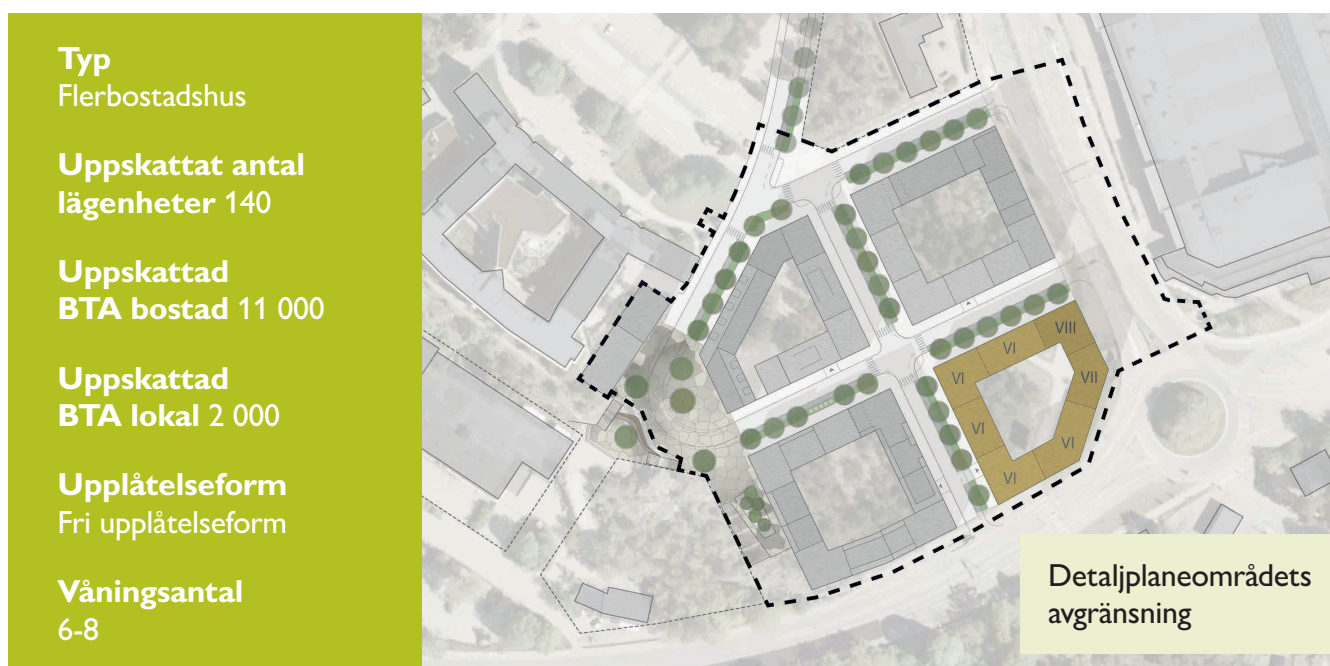 Typ
Flerbostadshus
Uppskattat antal
lägenheter 140
Uppskattad
BTA bostad 11 000
Uppskattad
BTA lokal 2 000
Upplåtelseform
Fri upplåtelseform
Våningsantal
6-8
VIII
VI
VI
VII
VI
VI
VI
Detaljplaneområdets
avgränsning